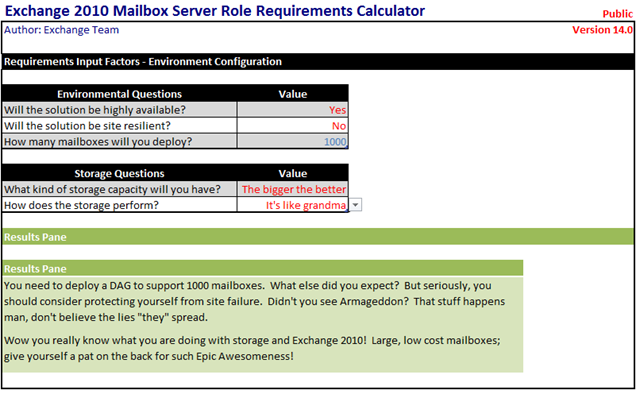 Exchange 2010 Mailbox Server Role Requirements Calculator
Public
Author: Exchange Team
Version 14.0
Requirements Input Factors - Environment Configuration
Environmental Questions Value
Will the solution be highly available? Yes
Will the solution be site resilient? No
How many mailboxes will you deploy? 1000
Storage Questions Value
What kind of storage capacity will you have? The bigger the better
How does the storage perform? It's like grandma
Results Pane
Results Pane
You need to deploy a DAG to support 1000 mailboxes. What else did you expect? But seriously, you
should consider protecting yourself from site failure. Didn't you see Armageddon? That stuff happens
man, don't believe the lies "they" spread.
Wow you really know what you are doing with storage and Exchange 2010! Large, low cost mailboxes;
give yourself a pat on the back for such Epic Awesomeness!